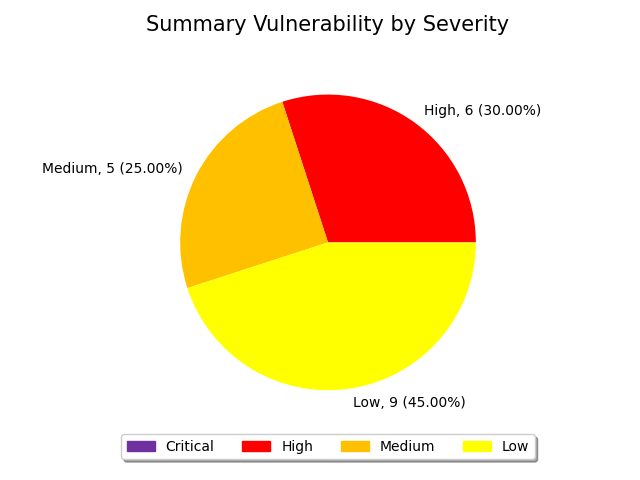 Summary Vulnerability by Severity
High, 6 (30.00%)
Medium, 5 (25.00%)
Low, 9 (45.00%)
Critical High Medium Low